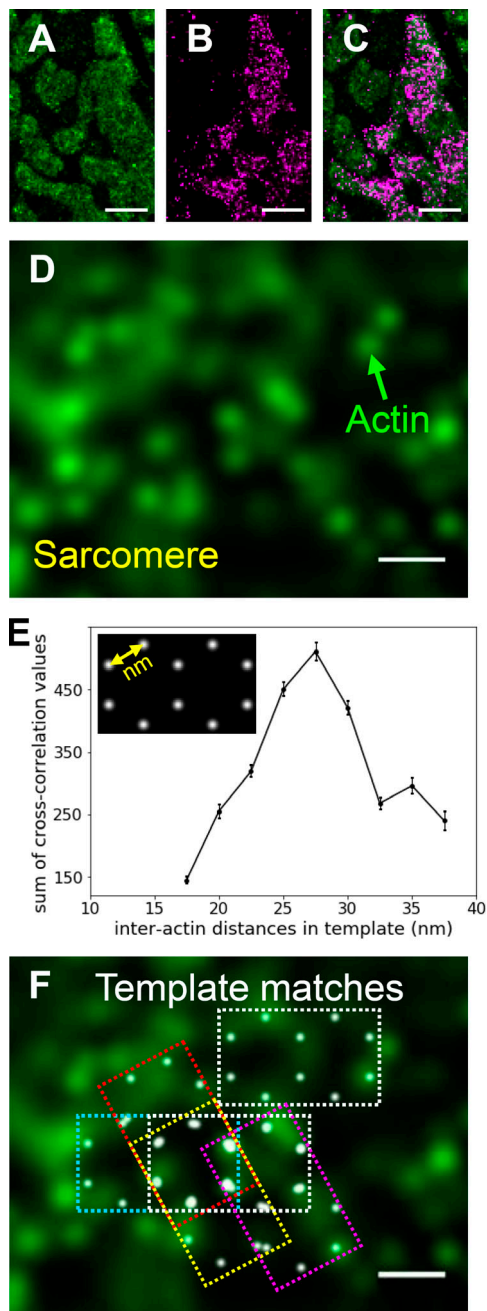 A
B
C
D
Actin
Sarcomere
E
sum of cross-correlation values
450
350
250
150
nm
10
15
20
25
30
35
40
inter-actin distances in template (nm)
F
Template matches